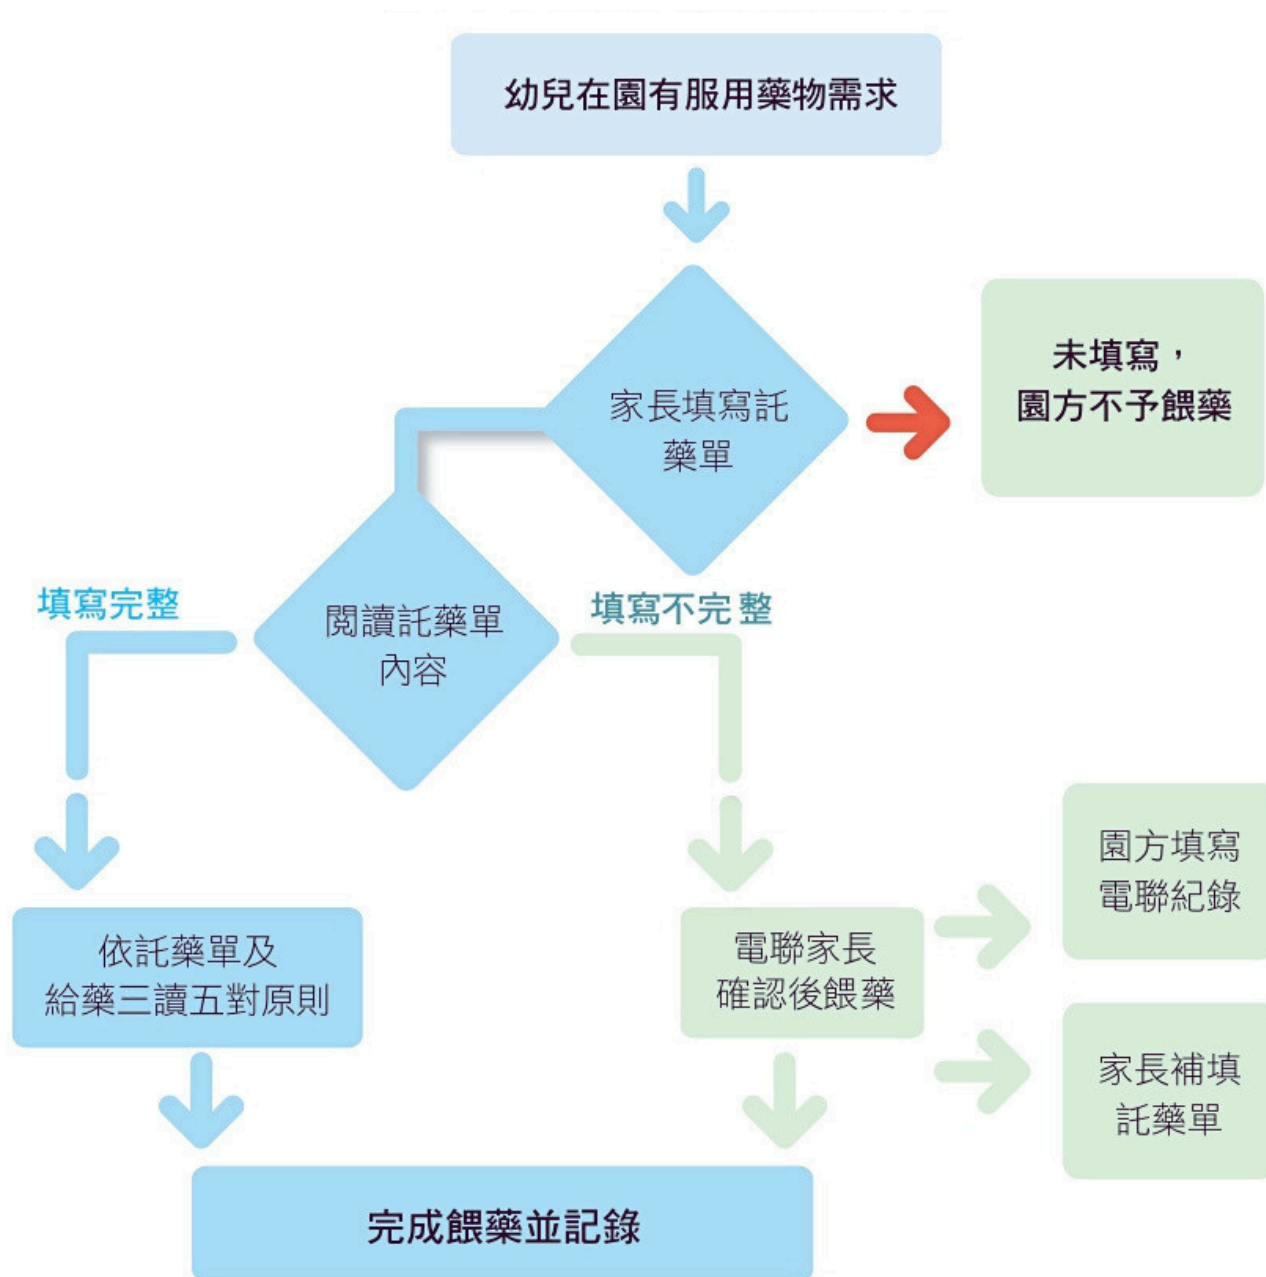 幼兒在園有服用藥物需求
家長填寫託
藥單
未填寫，
園方不予餵藥
填寫完整
閱讀託藥單
內容
填寫不完整
依託藥單及
給藥三讀五對原則
電聯家長
確認後餵藥
園方填寫
電聯紀錄
家長補填
託藥單
完成餵藥並記錄